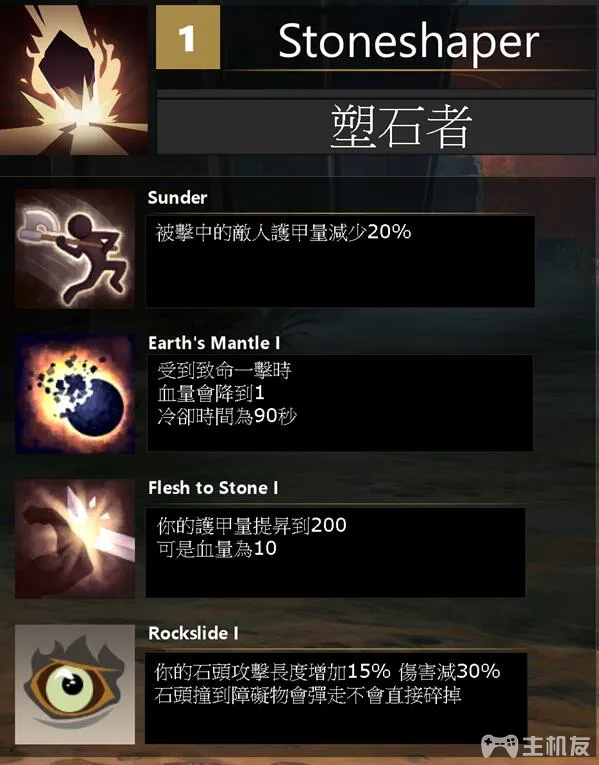 1
Stoneshaper
塑石者
Sunder
被擊中的敵人護甲量減少20%
Earth's Mantle I
受到致命一擊時
血量會降到1
冷卻時間為90秒
Flesh to Stone I
你的護甲量提昇到200
可是血量為10
Rockslide I
你的石頭攻擊長度增加15% 傷害減30%
石頭撞到障礙物會彈走不會直接碎掉
主机友